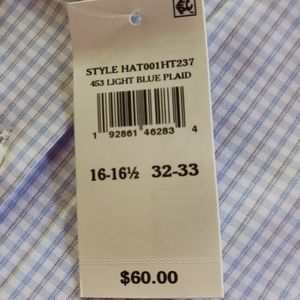 STYLE HAT001HT237
453 LIGHT BLUE PLAID
1 92861 46283 4
16-16½ 32-33
$60.00